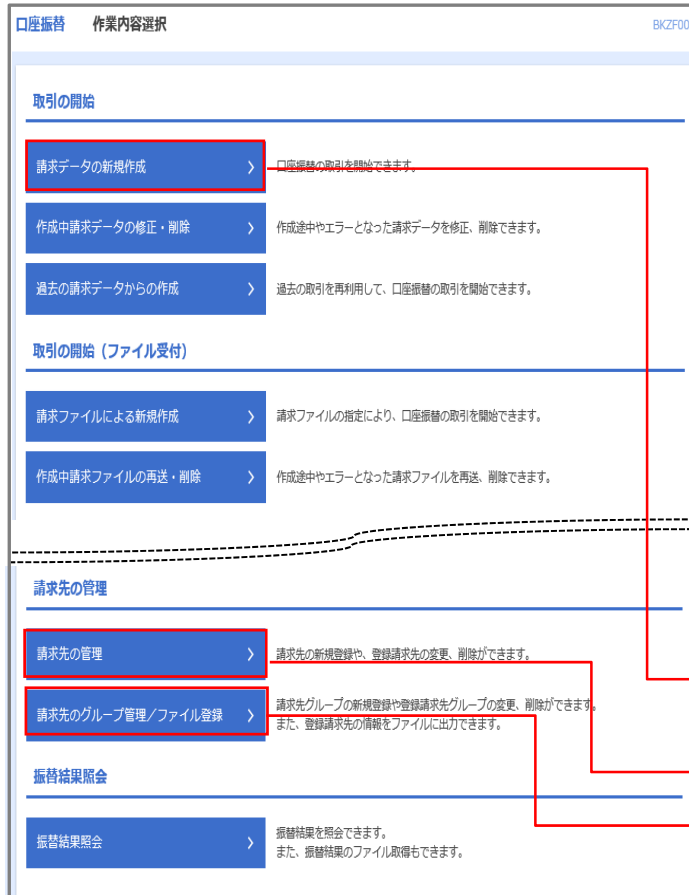 口座振替 作業内容選択 BKZF00
取引の開始
請求データの新規作成 口座振替の取引を開始できます。
作成中請求データの修正・削除 作成途中やエラーとなった請求データを修正、削除できます。
過去の請求データからの作成 過去の取引を再利用して、口座振替の取引を開始できます。
取引の開始（ファイル受付）
請求ファイルによる新規作成 請求ファイルの指定により、口座振替の取引を開始できます。
作成中請求ファイルの再送・削除 作成途中やエラーとなった請求ファイルを再送、削除できます。
請求先の管理
請求先の管理 請求先の新規登録や、登録請求先の変更、削除ができます。
請求先のグループ管理／ファイル登録 請求先グループの新規登録や登録請求先グループの変更、削除ができます。
また、登録請求先の情報をファイルに出力できます。
振替結果照会
振替結果照会 振替結果を照会できます。
また、振替結果のファイル取得もできます。